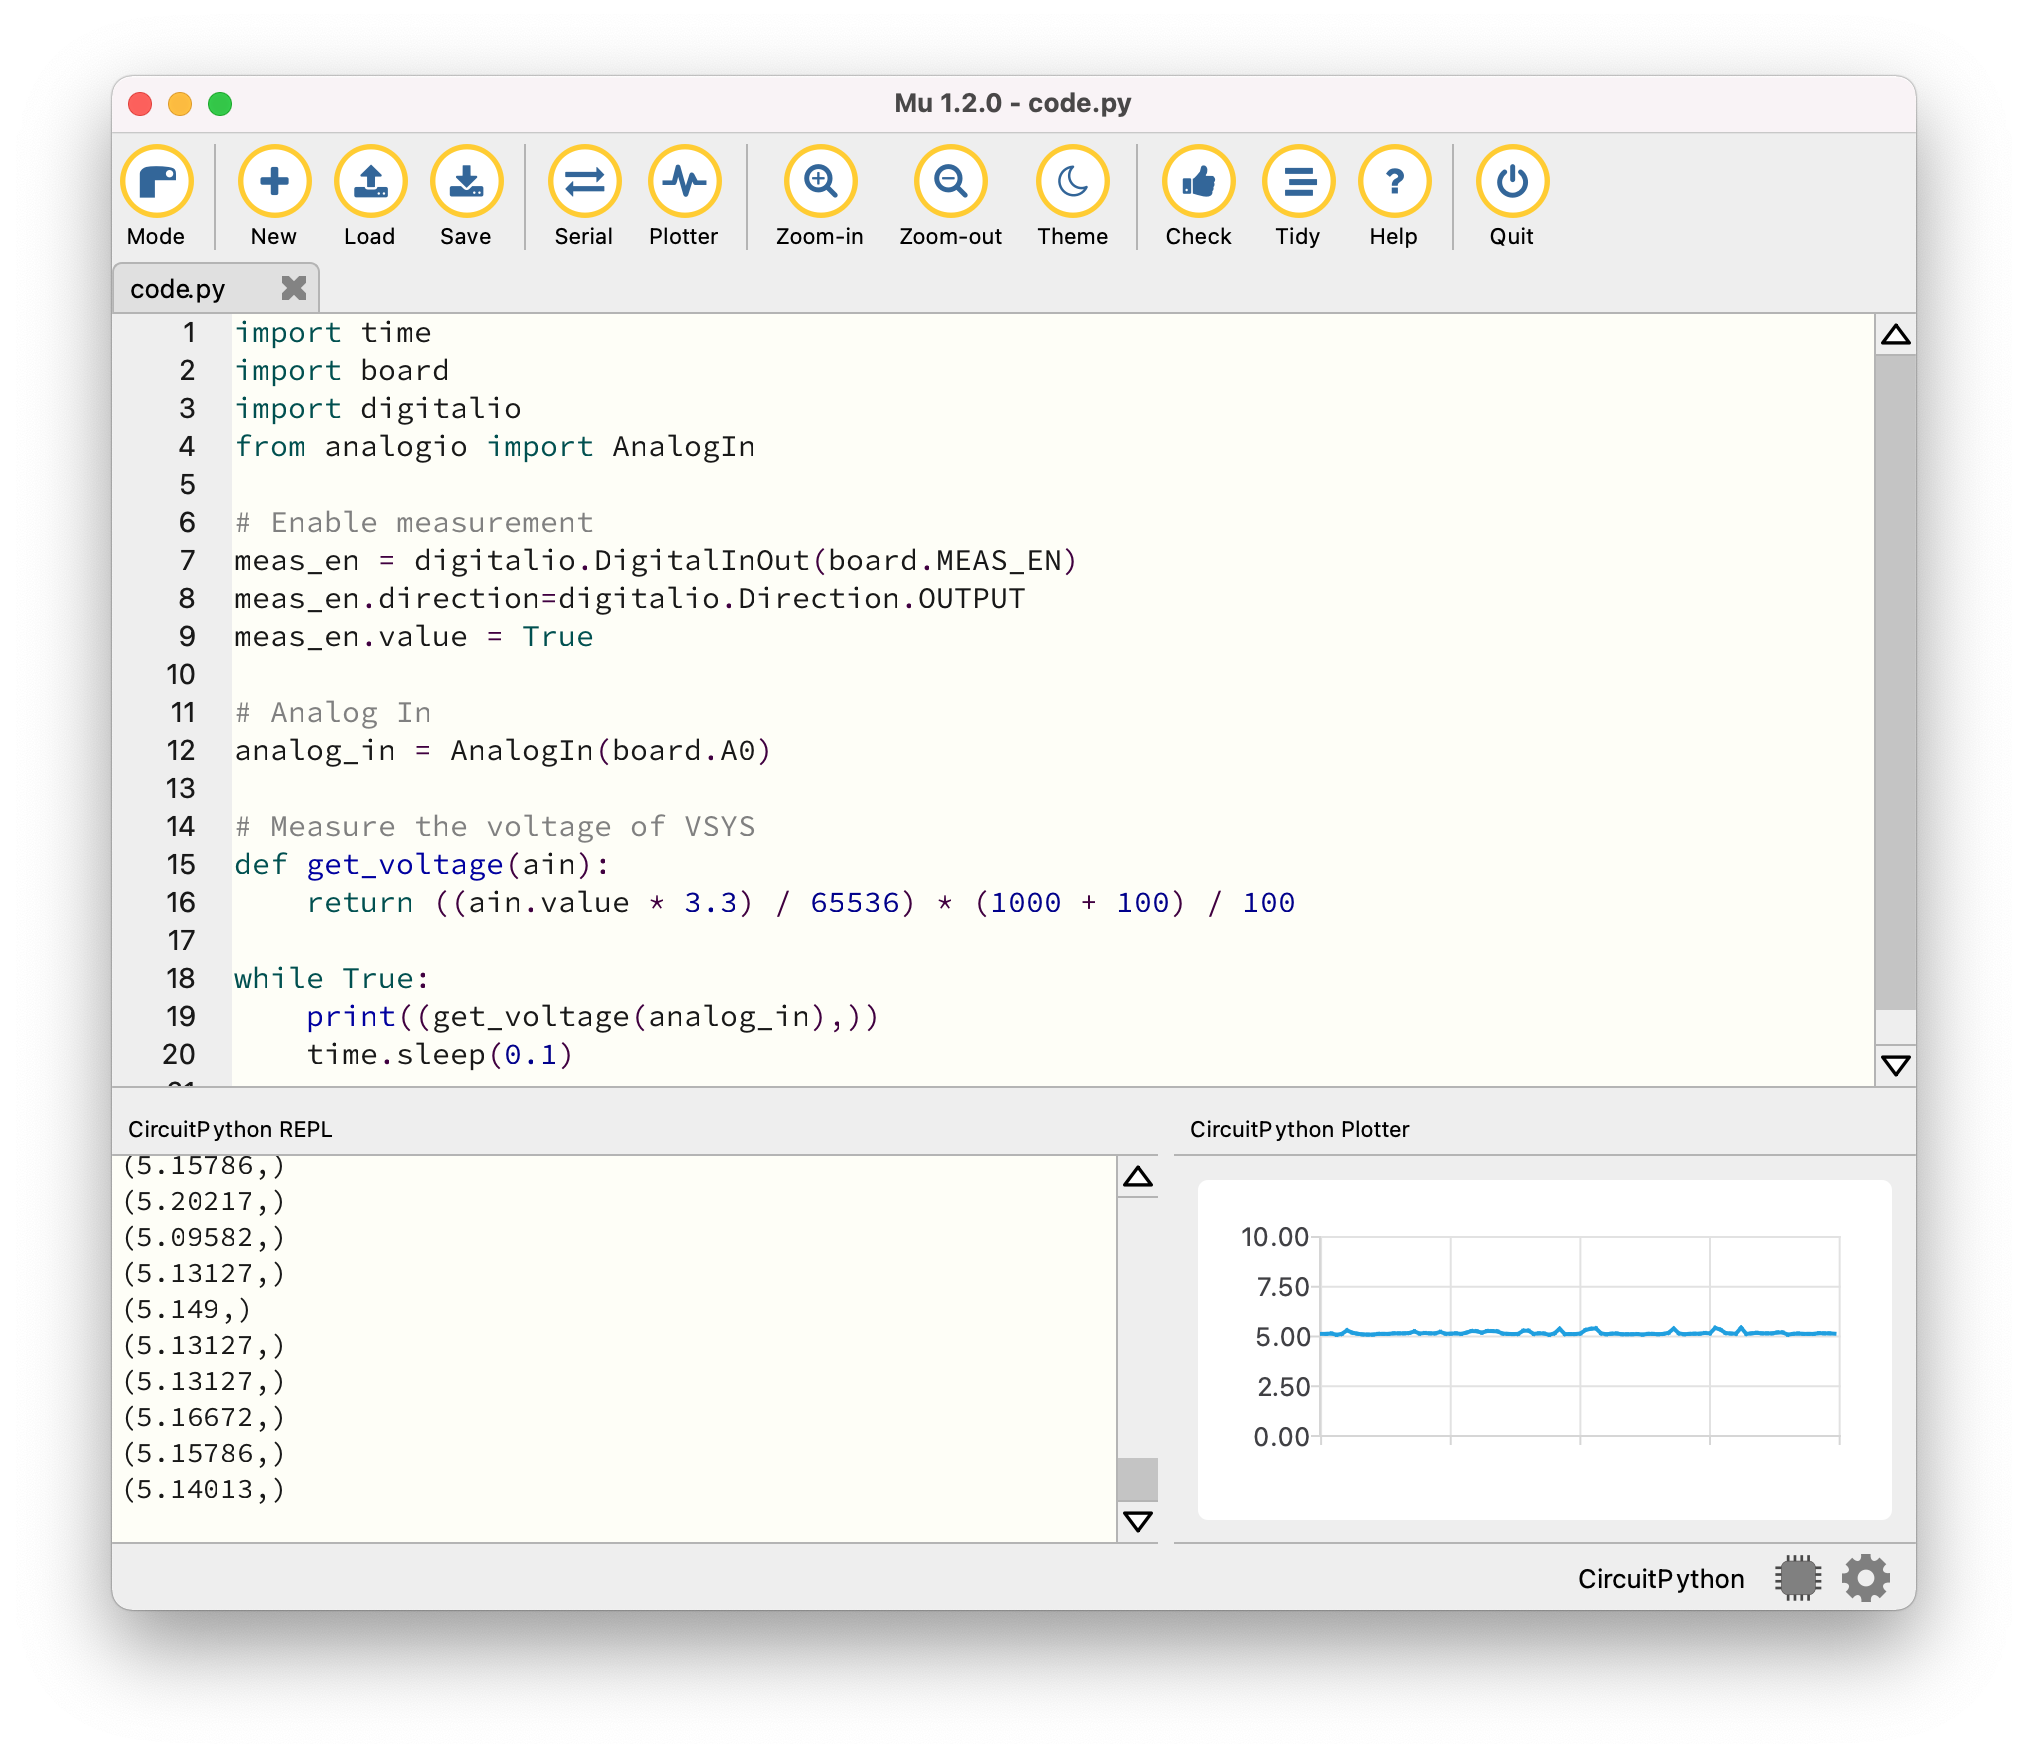 Mu 1.2.0 - code.py
Mode New Load Save Serial Plotter Zoom-in Zoom-out Theme Check Tidy Help Quit
code.py
1 import time
2 import board
3 import digitalio
4 from analogio import AnalogIn
5
6 # Enable measurement
7 meas_en = digitalio.DigitalInOut(board.MEAS_EN)
8 meas_en.direction=digitalio.Direction.OUTPUT
9 meas_en.value = True
10
11 # Analog In
12 analog_in = AnalogIn(board.A0)
13
14 # Measure the voltage of VSYS
15 def get_voltage(ain):
16     return ((ain.value * 3.3) / 65536) * (1000 + 100) / 100
17
18 while True:
19     print((get_voltage(analog_in),))
20     time.sleep(0.1)
CircuitPython REPL
(5.15786,)
(5.20217,)
(5.09582,)
(5.13127,)
(5.149,)
(5.13127,)
(5.13127,)
(5.16672,)
(5.15786,)
(5.14013,)
CircuitPython Plotter
10.00
7.50
5.00
2.50
0.00
CircuitPython